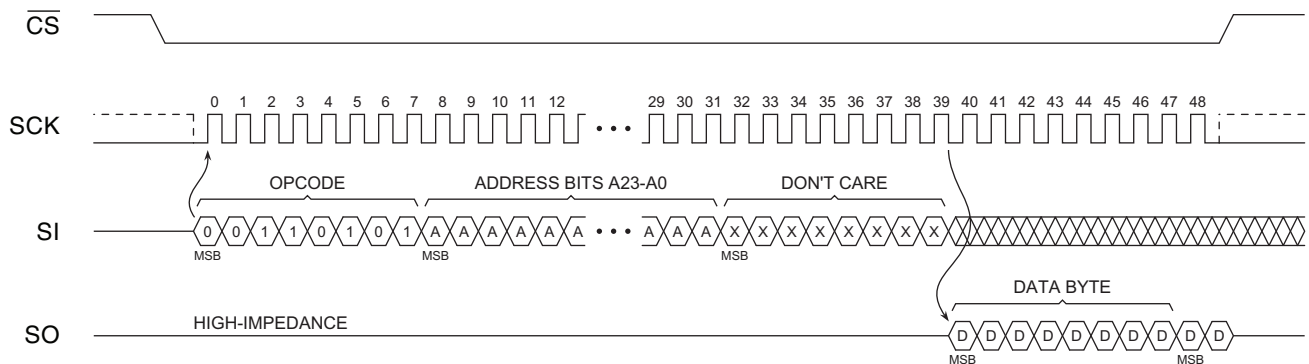 CS
0 1 2 3 4 5 6 7 8 9 10 11 12 29 30 31 32 33 34 35 36 37 38 39 40 41 42 43 44 45 46 47 48
SCK
OPCODE ADDRESS BITS A23-A0 DON'T CARE
SI 0 0 1 1 0 1 0 1 A A A A A A A A A X X X X X X X X
MSB MSB MSB
DATA BYTE
HIGH-IMPEDANCE
SO D D D D D D D D D D
MSB MSB